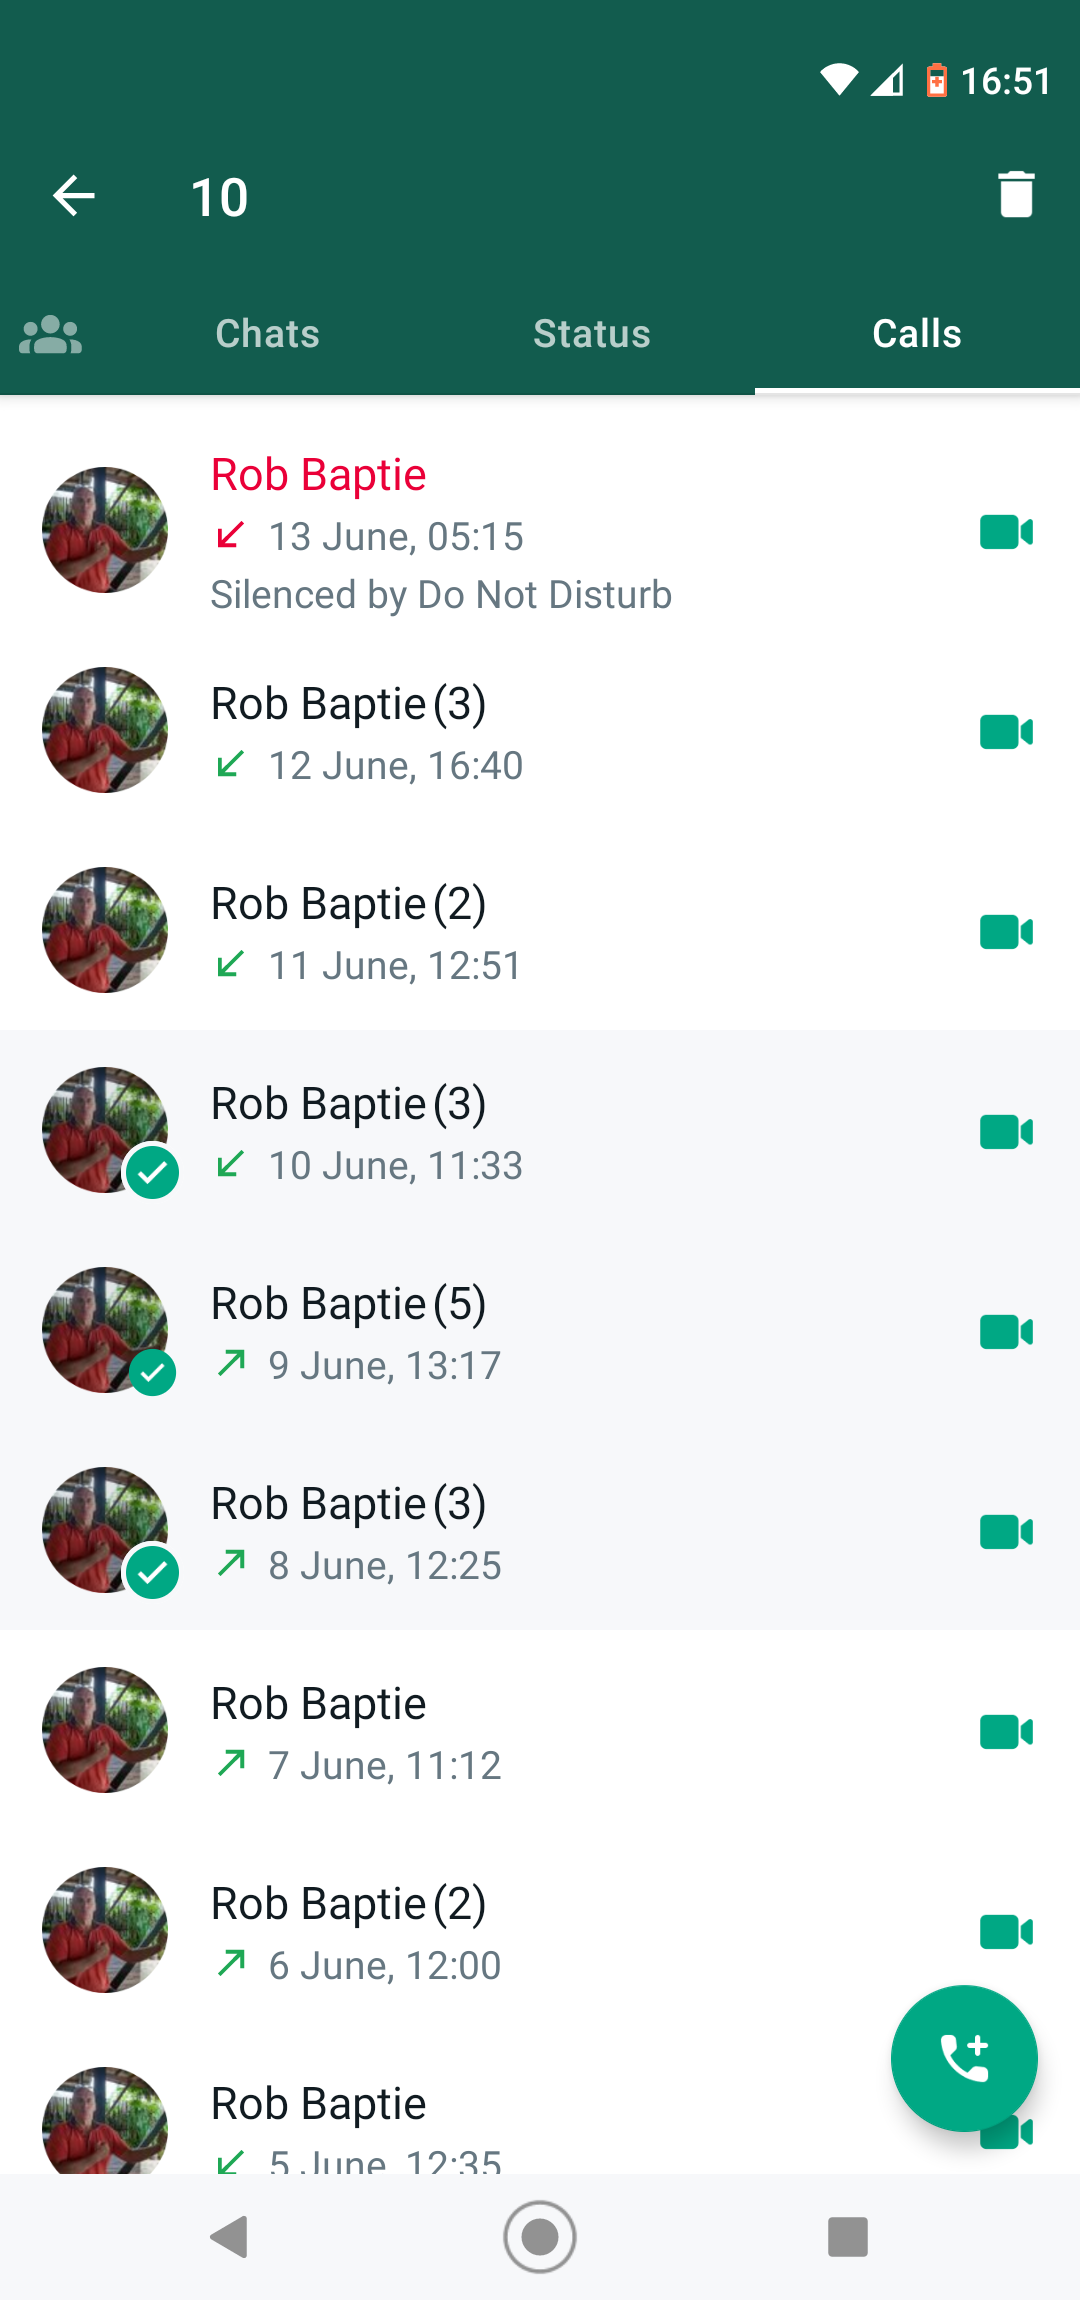 16:51
10
Chats Status Calls
Rob Baptie
13 June, 05:15
Silenced by Do Not Disturb
Rob Baptie (3)
12 June, 16:40
Rob Baptie (2)
11 June, 12:51
Rob Baptie (3)
10 June, 11:33
Rob Baptie (5)
9 June, 13:17
Rob Baptie (3)
8 June, 12:25
Rob Baptie
7 June, 11:12
Rob Baptie (2)
6 June, 12:00
Rob Baptie
5 June, 12:35